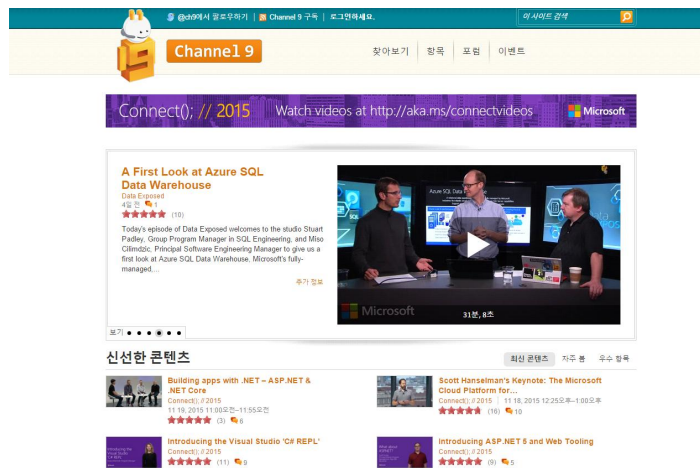 @ch9에서 팔로우하기 | Channel 9 구독 | 로그인하세요.
이 사이트 검색
9
Channel 9
찾아보기 | 항목 | 포럼 | 이벤트
Connect(); // 2015 Watch videos at http://aka.ms/connectvideos Microsoft
A First Look at Azure SQL
Data Warehouse
Data Exposed
4일 전 1
(10)
Today's episode of Data Exposed welcomes to the studio Stuart
Padley, Group Program Manager in SQL Engineering, and Miso
Cilimdzic, Principal Software Engineering Manager to give us a
first look at Azure SQL Data Warehouse, Microsoft's fully-
managed....
추가 정보
Azure SQL Data
Microsoft
31분, 8초
보기
신선한 콘텐츠
최신 콘텐츠 자주 봄 우수 항목
Building apps with .NET – ASP.NET &
.NET Core
Connect(); // 2015
11 19, 2015 11:00오전–11:55오전
(3) 6
Scott Hanselman's Keynote: The Microsoft
Cloud Platform for...
Connect(); // 2015 | 11 18, 2015 12:25오후–1:00오후
(16) 10
Introducing the Visual Studio 'C# REPL'
Connect(); // 2015
(11) 9
Introducing ASP.NET 5 and Web Tooling
Connect(); // 2015
(9) 5